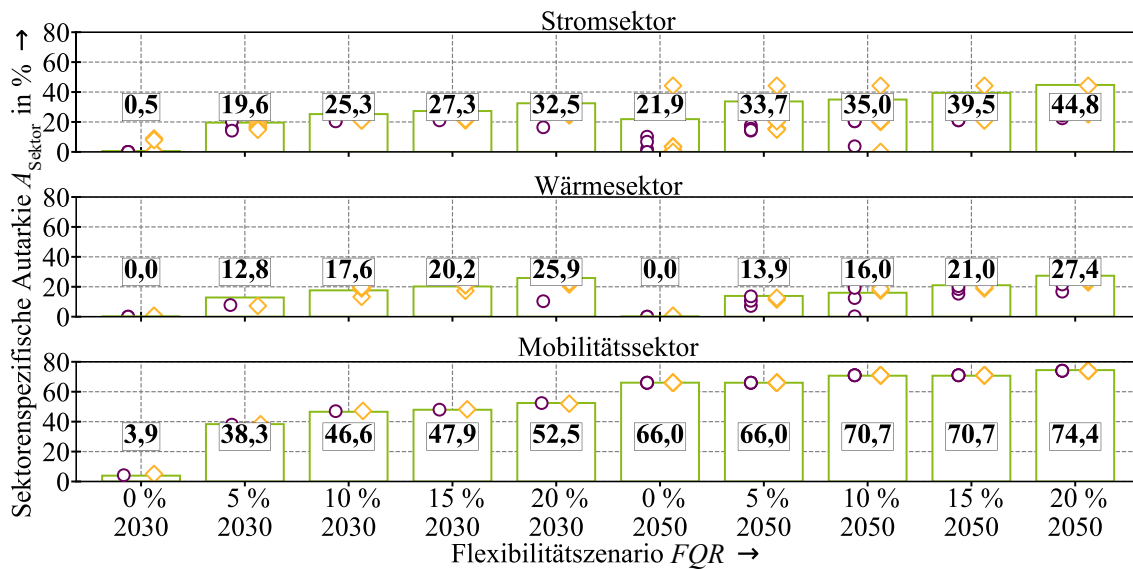 Sektorenspezifische Autarkie A_Sektor in % →
Stromsektor
80
60
40
20
0
0,5 19,6 25,3 27,3 32,5 21,9 33,7 35,0 39,5 44,8
Wärmesektor
80
60
40
20
0
0,0 12,8 17,6 20,2 25,9 0,0 13,9 16,0 21,0 27,4
Mobilitätssektor
80
60
40
20
0
3,9 38,3 46,6 47,9 52,5 66,0 66,0 70,7 70,7 74,4
0 % 5 % 10 % 15 % 20 % 0 % 5 % 10 % 15 % 20 %
2030 2030 2030 2030 2030 2050 2050 2050 2050 2050
Flexibilitätszenario FQR →